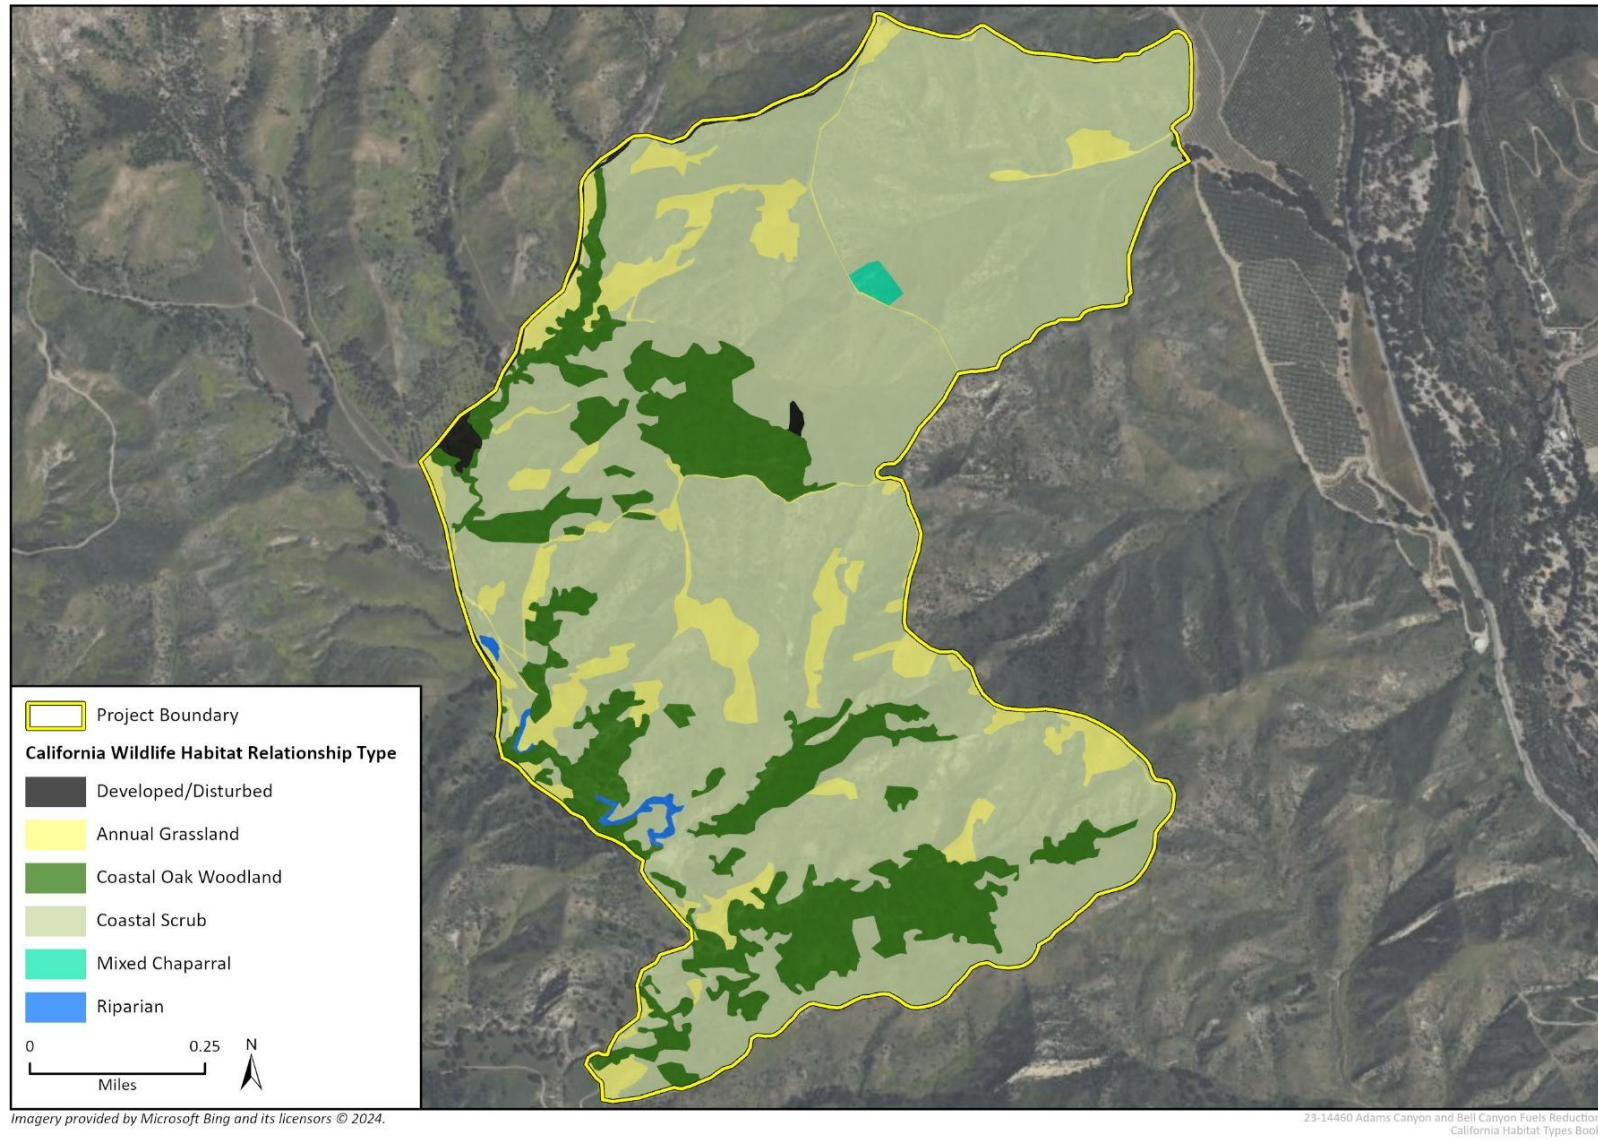 Project Boundary
California Wildlife Habitat Relationship Type
Developed/Disturbed
Annual Grassland
Coastal Oak Woodland
Coastal Scrub
Mixed Chaparral
Riparian
0 0.25 N
Miles
Imagery provided by Microsoft Bing and its licensors © 2024.
23-14460 Adams Canyon and Bell Canyon Fuels Reduction
California Habitat Types Book